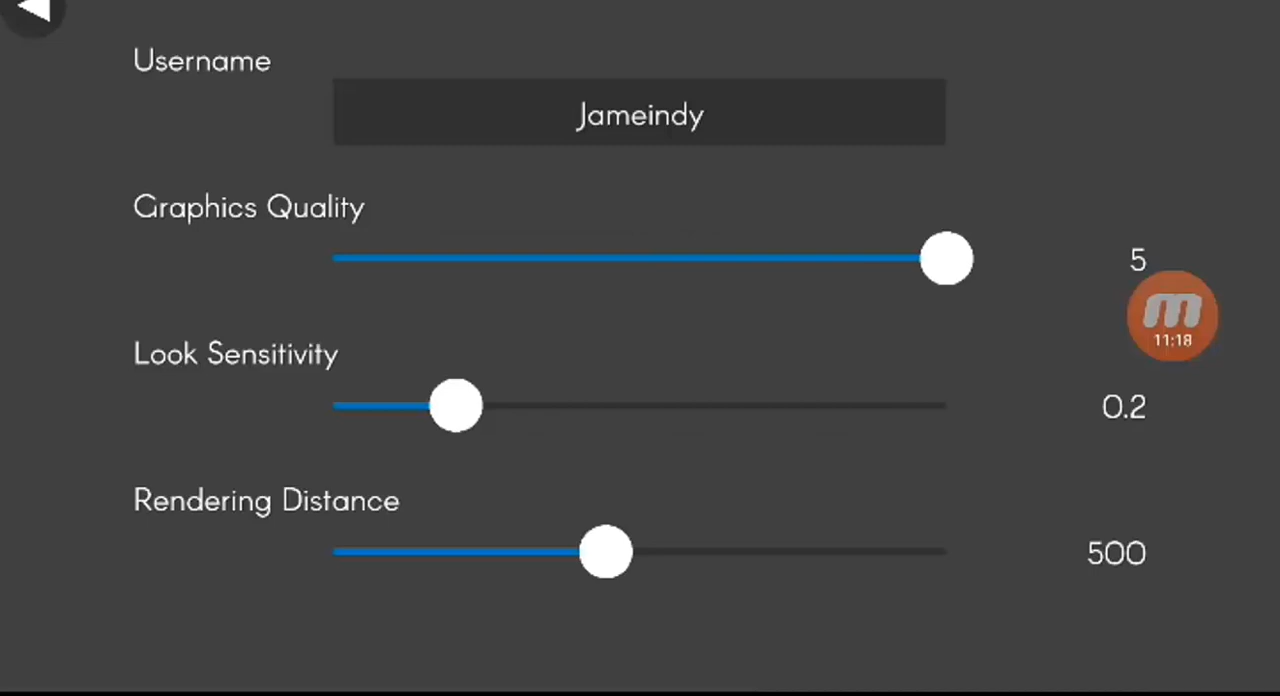 Username
Jameindy
Graphics Quality
5
m
11:18
Look Sensitivity
0.2
Rendering Distance
500